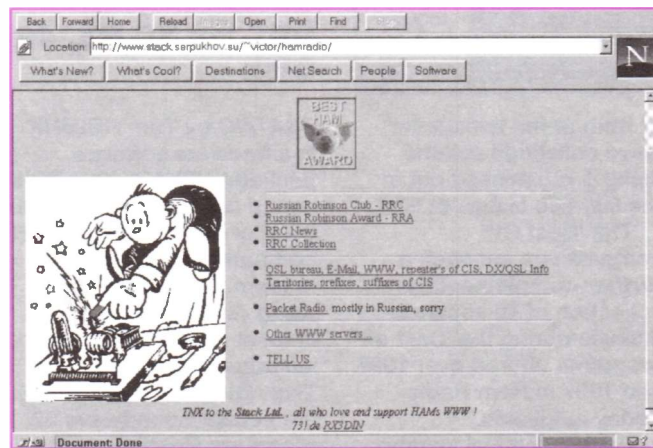 Back Forward Home Reload Open Print Find
Location: http://www.stack.serpukhov.su/~victor/hamradio/
What's New? What's Cool? Destinations Net Search People Software
N
BEST
HAM
AWARD
Russian Robinson Club - RRC
Russian Robinson Award - RRA
RRC News
RRC Collection
QSL bureau, E-Mail, WWW, repeater's of CIS, DX/QSL Info
Territories, prefixes, suffixes of CIS
Packet Radio, mostly in Russian, sorry.
Other WWW servers...
TELL US
TNX to the Stack Ltd., all who love and support HAMs WWW !
73! de RX3DIN
Document: Done